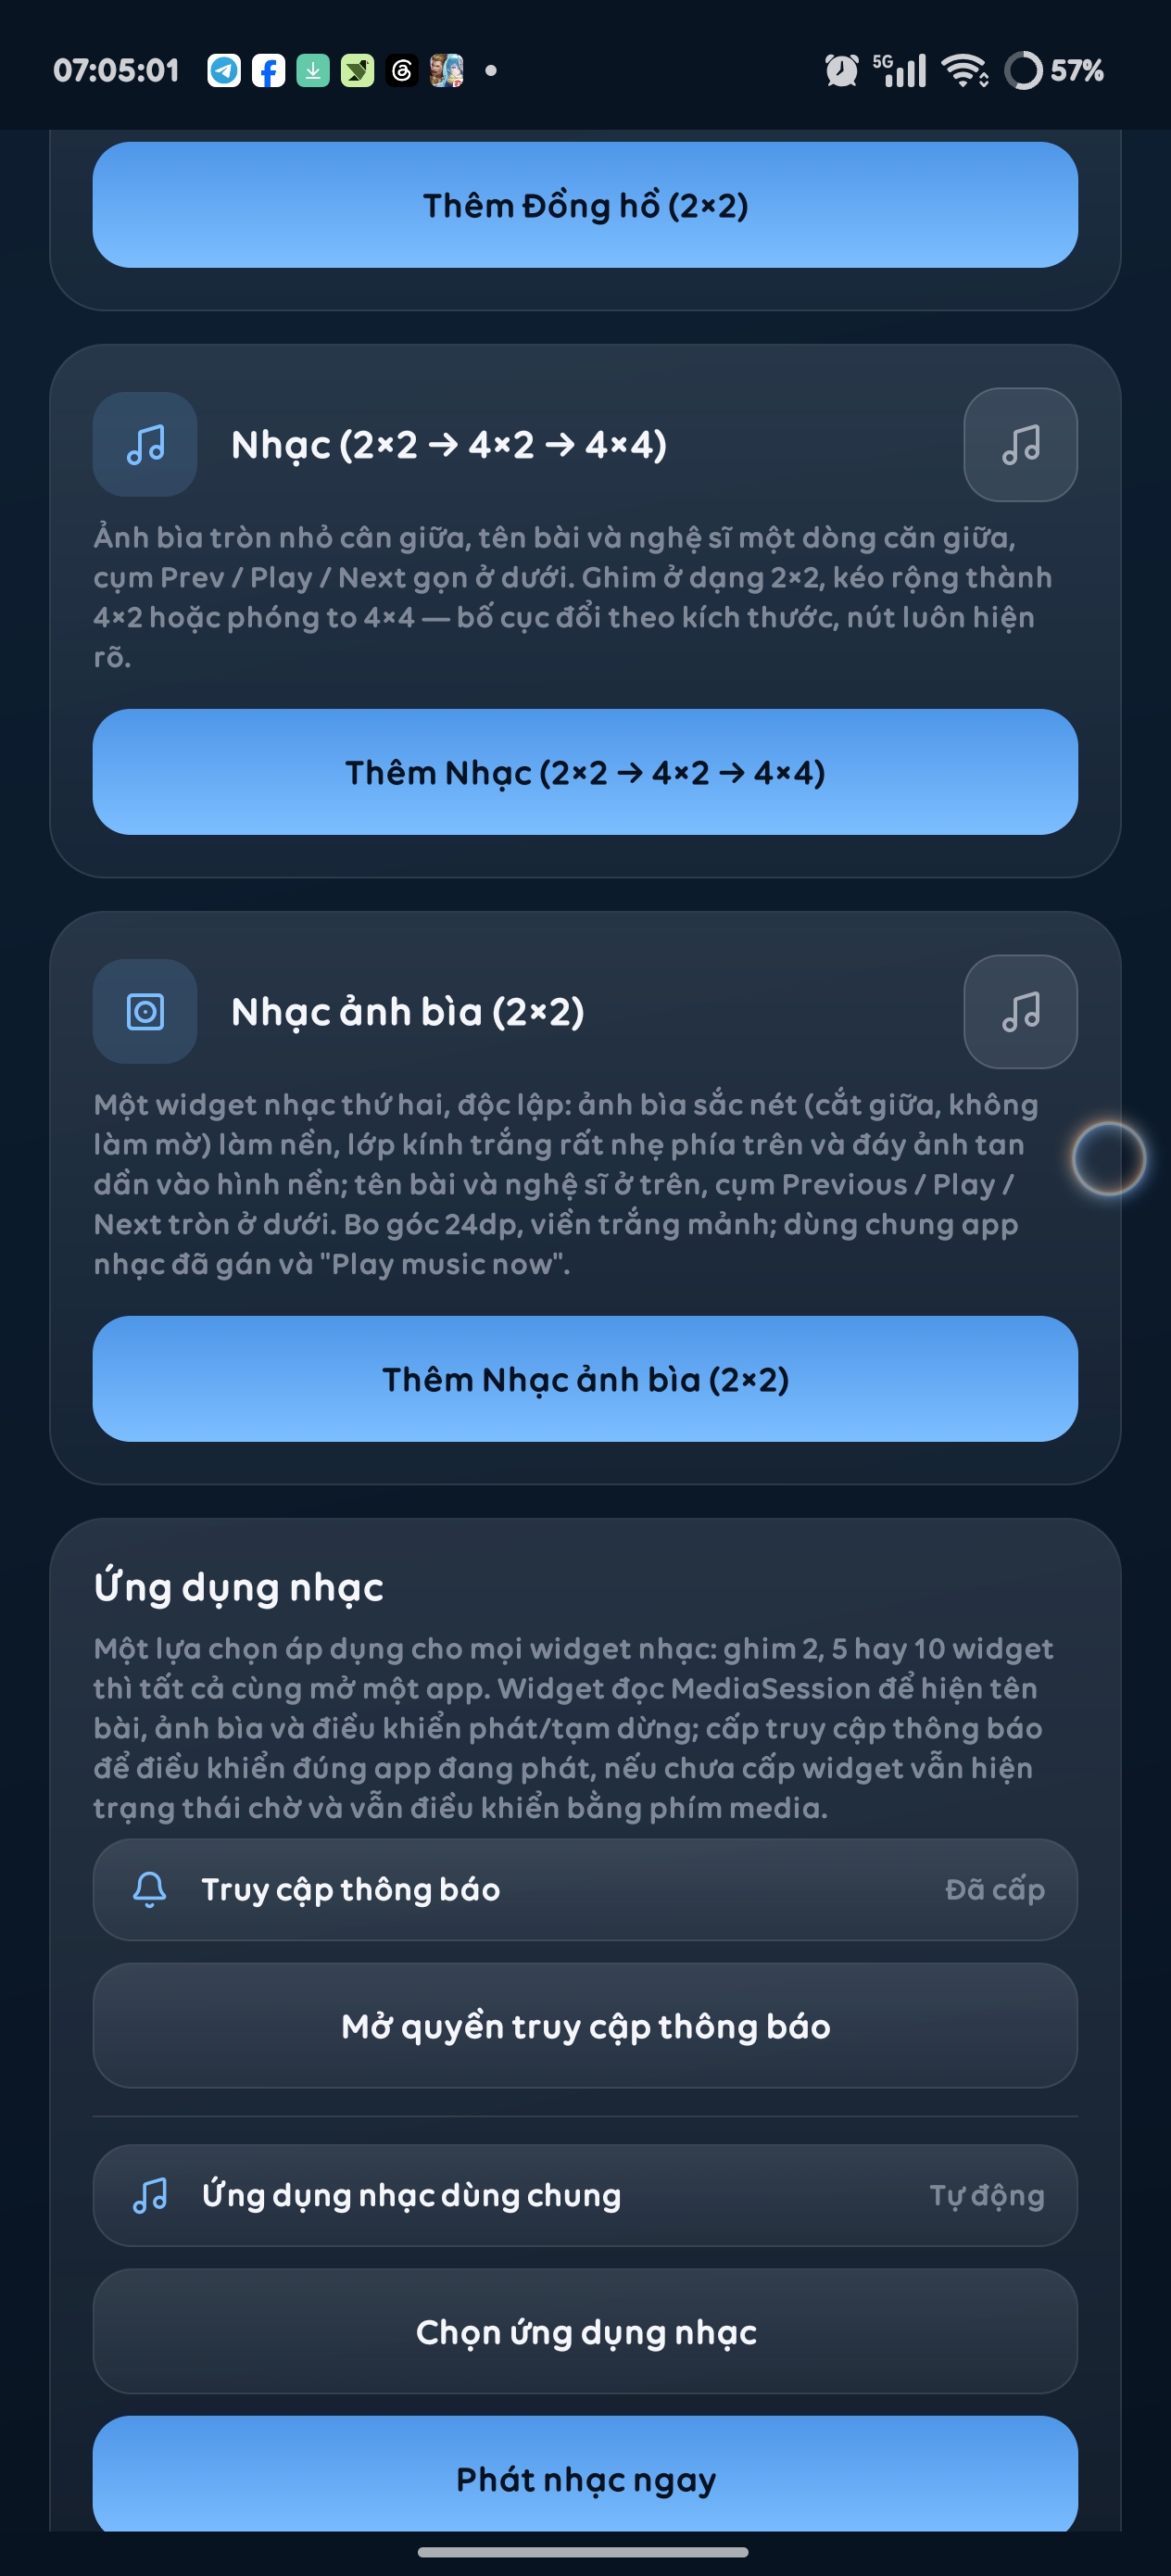 07:05:01
5G
57%
Thêm Đồng hồ (2×2)
Nhạc (2×2 → 4×2 → 4×4)
Ảnh bìa tròn nhỏ cân giữa, tên bài và nghệ sĩ một dòng căn giữa,
cụm Prev / Play / Next gọn ở dưới. Ghim ở dạng 2×2, kéo rộng thành
4×2 hoặc phóng to 4×4 — bố cục đổi theo kích thước, nút luôn hiện
rõ.
Thêm Nhạc (2×2 → 4×2 → 4×4)
Nhạc ảnh bìa (2×2)
Một widget nhạc thứ hai, độc lập: ảnh bìa sắc nét (cắt giữa, không
làm mờ) làm nền, lớp kính trắng rất nhẹ phía trên và đáy ảnh tan
dần vào hình nền; tên bài và nghệ sĩ ở trên, cụm Previous / Play /
Next tròn ở dưới. Bo góc 24dp, viền trắng mảnh; dùng chung app
nhạc đã gán và "Play music now".
Thêm Nhạc ảnh bìa (2×2)
Ứng dụng nhạc
Một lựa chọn áp dụng cho mọi widget nhạc: ghim 2, 5 hay 10 widget
thì tất cả cùng mở một app. Widget đọc MediaSession để hiện tên
bài, ảnh bìa và điều khiển phát/tạm dừng; cấp truy cập thông báo
để điều khiển đúng app đang phát, nếu chưa cấp widget vẫn hiện
trạng thái chờ và vẫn điều khiển bằng phím media.
Truy cập thông báo
Đã cấp
Mở quyền truy cập thông báo
Ứng dụng nhạc dùng chung
Tự động
Chọn ứng dụng nhạc
Phát nhạc ngay